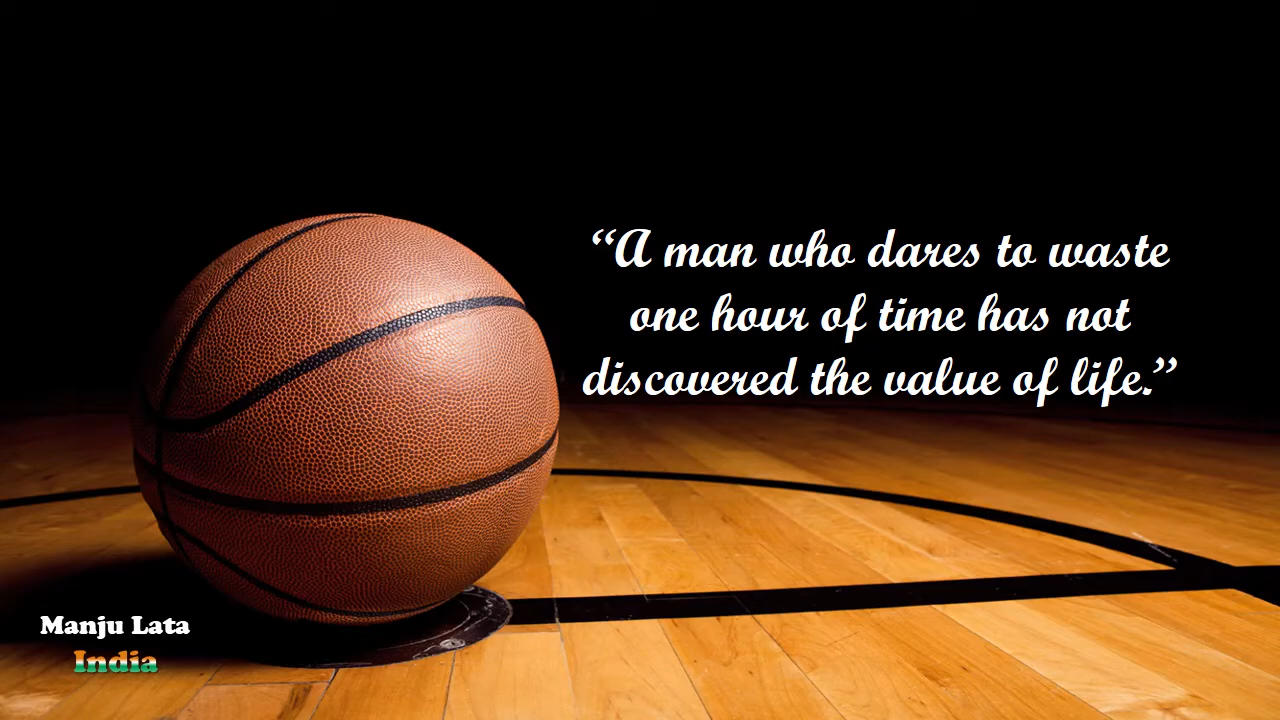 “A man who dares to waste
one hour of time has not
discovered the value of life.”
Manju Lata
India